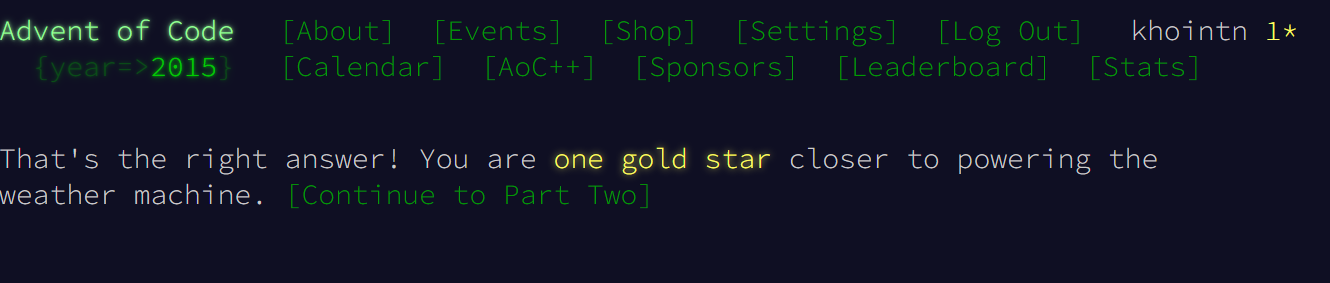 Advent of Code [About] [Events] [Shop] [Settings] [Log Out] khointn 1*
{year=>2015} [Calendar] [AoC++] [Sponsors] [Leaderboard] [Stats]
That's the right answer! You are one gold star closer to powering the
weather machine. [Continue to Part Two]